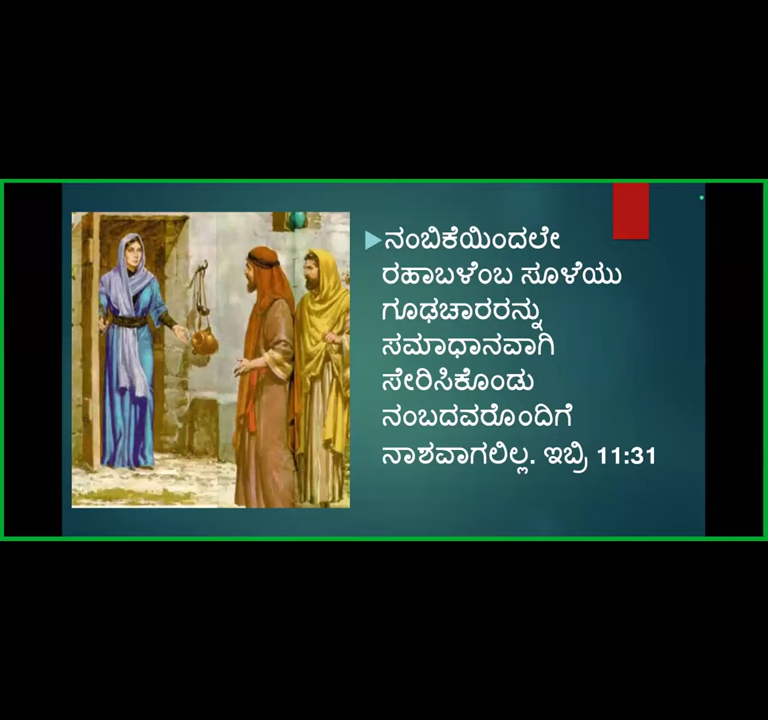 ನಂಬಿಕೆಯಿಂದಲೇ
ರಹಾಬಳೆಂಬ ಸೂಳೆಯು
ಗೂಢಚಾರರನ್ನು
ಸಮಾಧಾನವಾಗಿ
ಸೇರಿಸಿಕೊಂಡು
ನಂಬದವರೊಂದಿಗೆ
ನಾಶವಾಗಲಿಲ್ಲ. ಇಬ್ರಿ 11:31